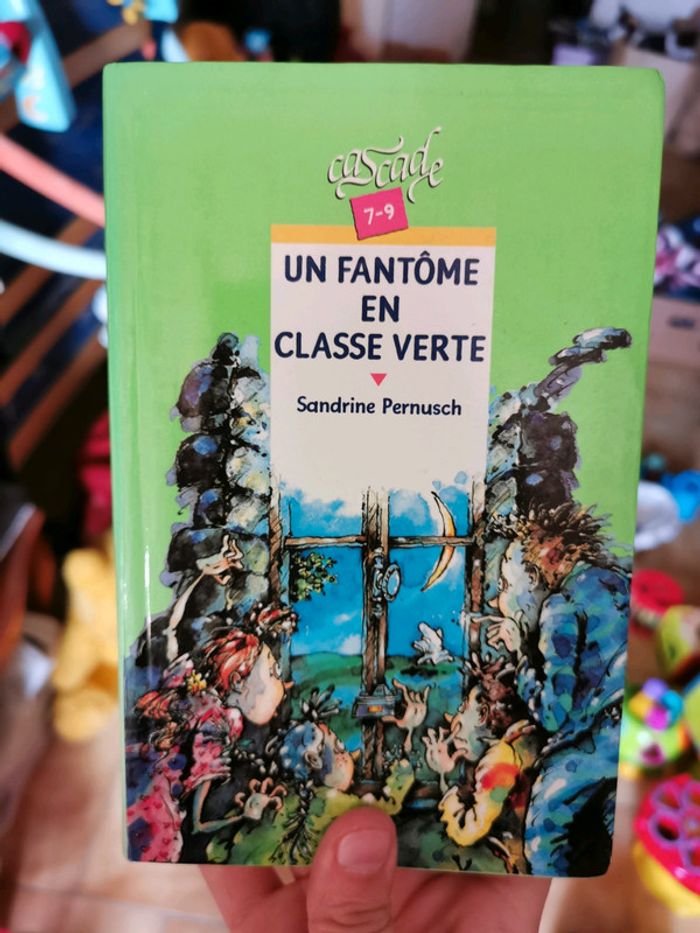 cascade
7-9
UN FANTÔME
EN
CLASSE VERTE
Sandrine Pernusch